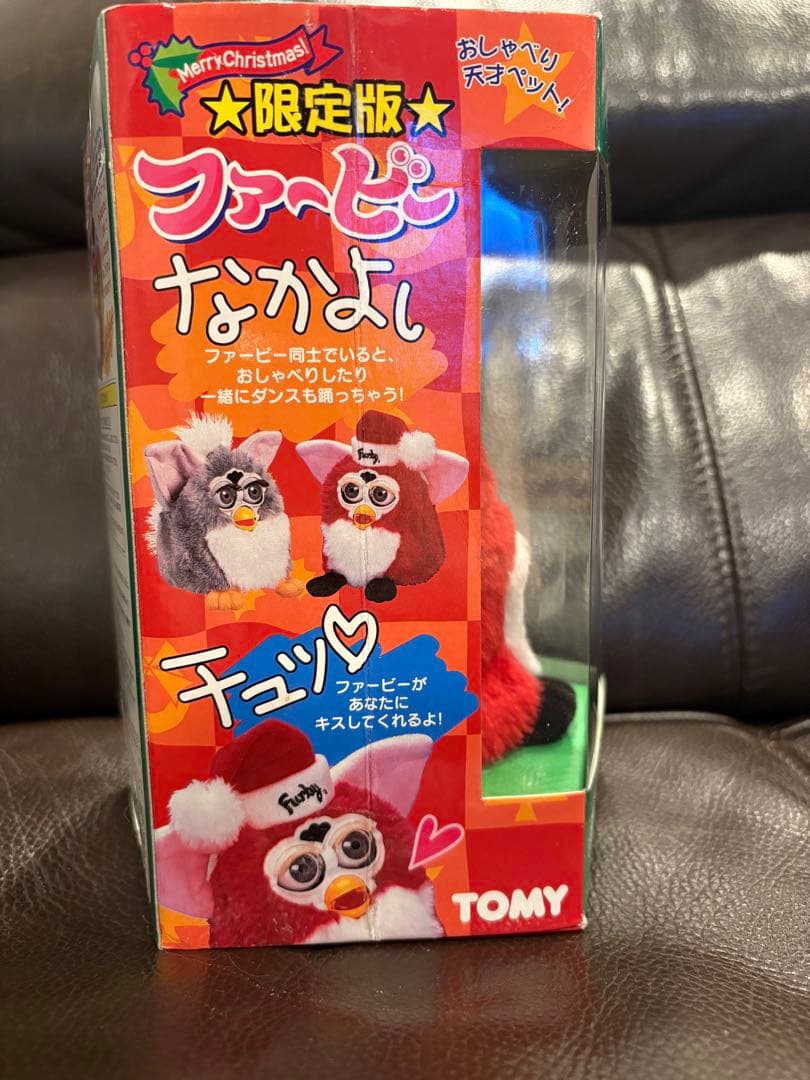 Merry Christmas!
★限定版★
おしゃべり
天才ペット!
ファービー
なかよし
ファービー同士でいると、
おしゃべりしたり
一緒にダンスも踊っちゃう!
Furby.
チュッ♡
ファービーが
あなたに
キスしてくれるよ!
Furby.
TOMY